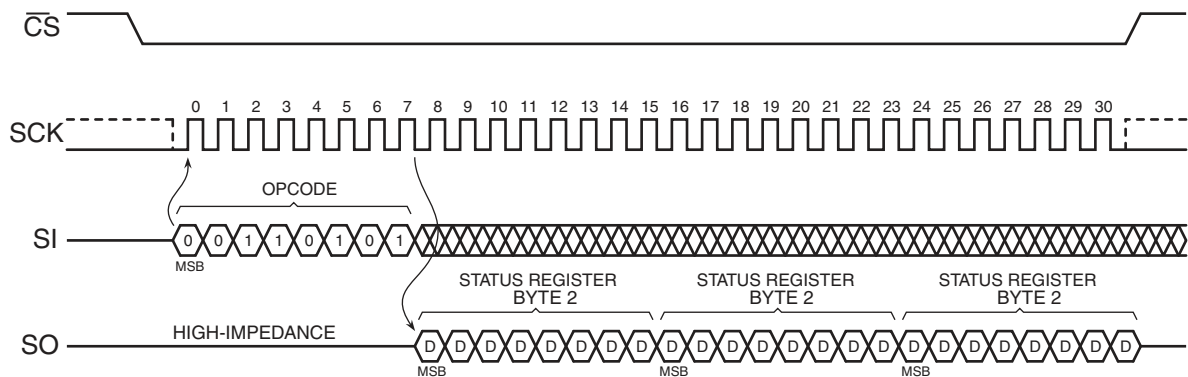 CS
SCK
0 1 2 3 4 5 6 7 8 9 10 11 12 13 14 15 16 17 18 19 20 21 22 23 24 25 26 27 28 29 30
OPCODE
SI
0 0 1 1 0 1 0 1
MSB
STATUS REGISTER
BYTE 2
STATUS REGISTER
BYTE 2
STATUS REGISTER
BYTE 2
HIGH-IMPEDANCE
SO
D D D D D D D D D D D D D D D D D D D D D D D D
MSB MSB MSB